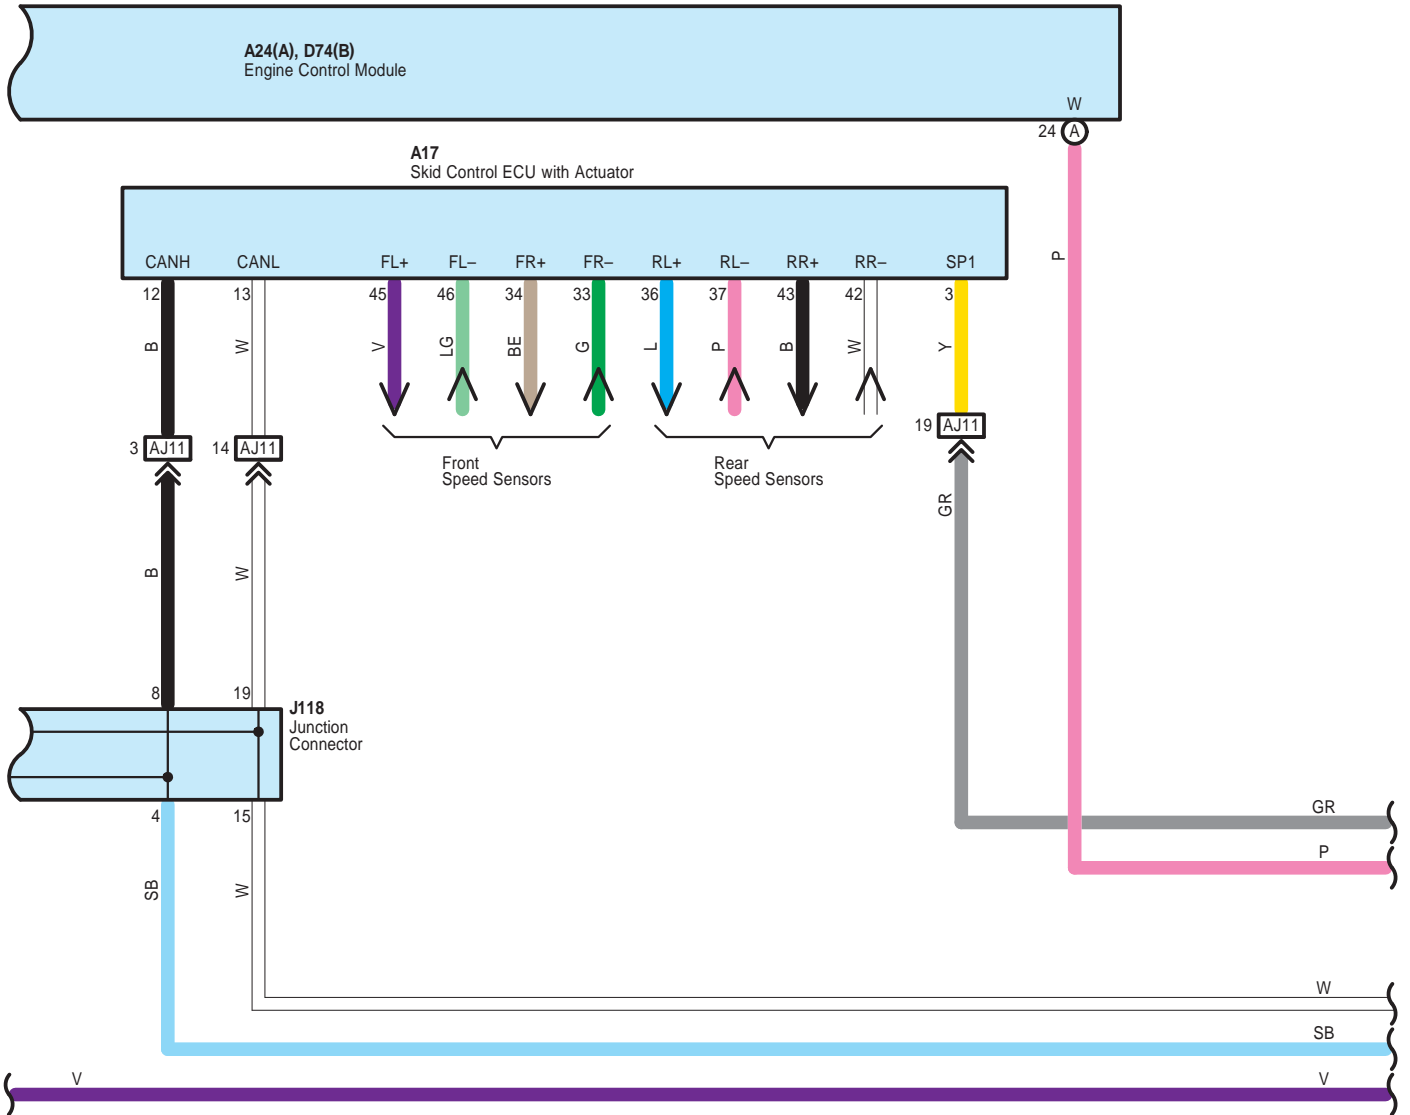 A24(A), D74(B)
Engine Control Module
W
24 A
A17
Skid Control ECU with Actuator
CANH CANL FL+ FL– FR+ FR– RL+ RL– RR+ RR– SP1
12 13 45 46 34 33 36 37 43 42 3
B W V LG BE G L P B W Y
P
19 AJ11
3 AJ11 14 AJ11
Front
Speed Sensors
Rear
Speed Sensors
GR
B W
8 19
J118
Junction
Connector
4 15
GR
P
SB W
W
SB
V V